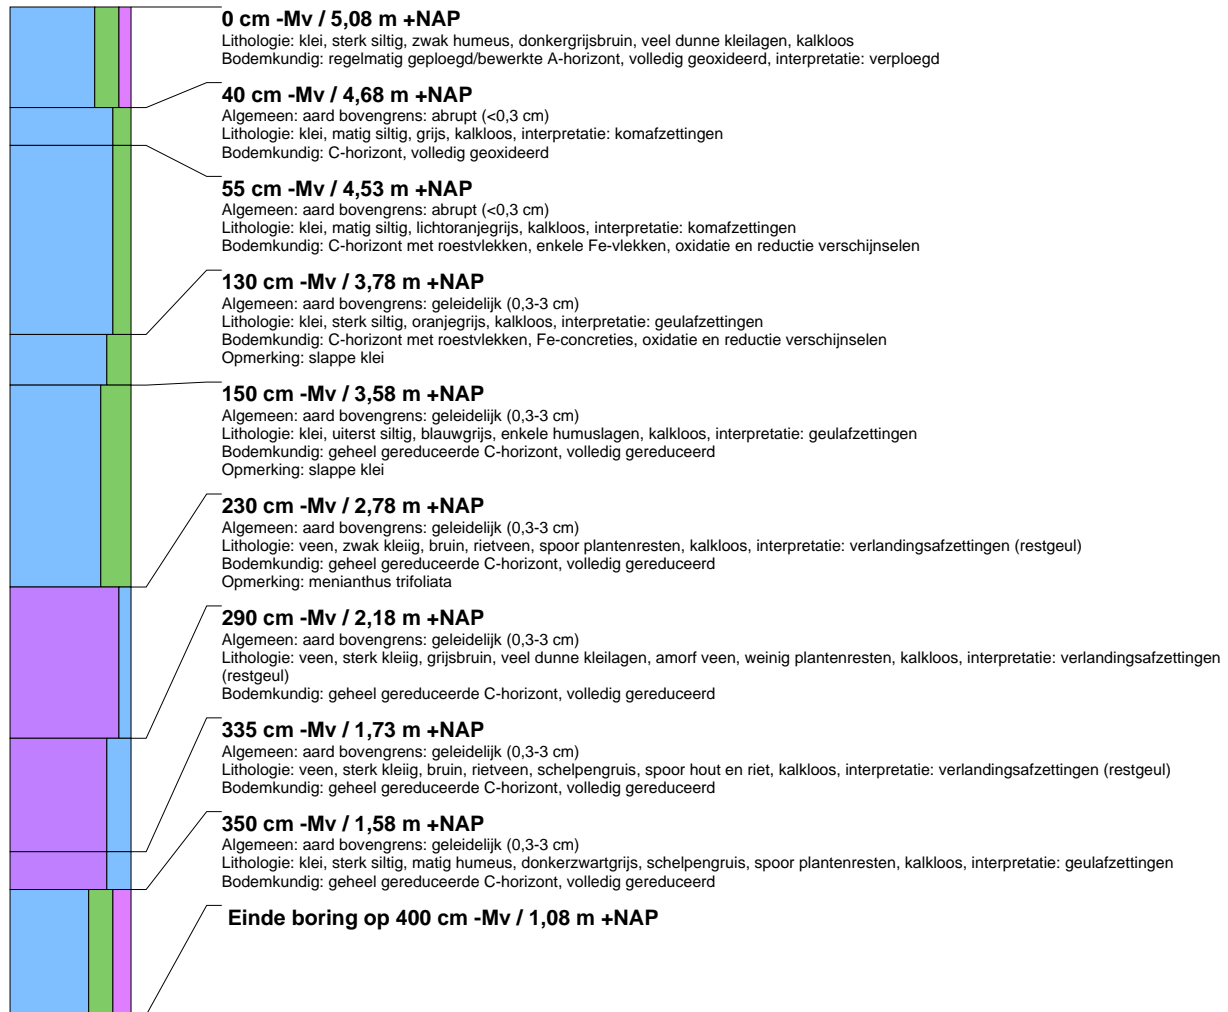 0 cm -Mv / 5,08 m +NAP
Lithologie: klei, sterk siltig, zwak humeus, donkergrijsbruin, veel dunne kleilagen, kalkloos
Bodemkundig: regelmatig geploegd/bewerkte A-horizont, volledig geoxideerd, interpretatie: verploegd
40 cm -Mv / 4,68 m +NAP
Algemeen: aard bovengrens: abrupt (<0,3 cm)
Lithologie: klei, matig siltig, grijs, kalkloos, interpretatie: komafzettingen
Bodemkundig: C-horizont, volledig geoxideerd
55 cm -Mv / 4,53 m +NAP
Algemeen: aard bovengrens: abrupt (<0,3 cm)
Lithologie: klei, matig siltig, lichtoranjegrijs, kalkloos, interpretatie: komafzettingen
Bodemkundig: C-horizont met roestvlekken, enkele Fe-vlekken, oxidatie en reductie verschijnselen
130 cm -Mv / 3,78 m +NAP
Algemeen: aard bovengrens: geleidelijk (0,3-3 cm)
Lithologie: klei, sterk siltig, oranjegrijs, kalkloos, interpretatie: geulafzettingen
Bodemkundig: C-horizont met roestvlekken, Fe-concreties, oxidatie en reductie verschijnselen
Opmerking: slappe klei
150 cm -Mv / 3,58 m +NAP
Algemeen: aard bovengrens: geleidelijk (0,3-3 cm)
Lithologie: klei, uiterst siltig, blauwgrijs, enkele humuslagen, kalkloos, interpretatie: geulafzettingen
Bodemkundig: geheel gereduceerde C-horizont, volledig gereduceerd
Opmerking: slappe klei
230 cm -Mv / 2,78 m +NAP
Algemeen: aard bovengrens: geleidelijk (0,3-3 cm)
Lithologie: veen, zwak kleiig, bruin, rietveen, spoor plantenresten, kalkloos, interpretatie: verlandingsafzettingen (restgeul)
Bodemkundig: geheel gereduceerde C-horizont, volledig gereduceerd
Opmerking: menianthus trifoliata
290 cm -Mv / 2,18 m +NAP
Algemeen: aard bovengrens: geleidelijk (0,3-3 cm)
Lithologie: veen, sterk kleiig, grijsbruin, veel dunne kleilagen, amorf veen, weinig plantenresten, kalkloos, interpretatie: verlandingsafzettingen
(restgeul)
Bodemkundig: geheel gereduceerde C-horizont, volledig gereduceerd
335 cm -Mv / 1,73 m +NAP
Algemeen: aard bovengrens: geleidelijk (0,3-3 cm)
Lithologie: veen, sterk kleiig, bruin, rietveen, schelpengruis, spoor hout en riet, kalkloos, interpretatie: verlandingsafzettingen (restgeul)
Bodemkundig: geheel gereduceerde C-horizont, volledig gereduceerd
350 cm -Mv / 1,58 m +NAP
Algemeen: aard bovengrens: geleidelijk (0,3-3 cm)
Lithologie: klei, sterk siltig, matig humeus, donkerzwartgrijs, schelpengruis, spoor plantenresten, kalkloos, interpretatie: geulafzettingen
Bodemkundig: geheel gereduceerde C-horizont, volledig gereduceerd
Einde boring op 400 cm -Mv / 1,08 m +NAP